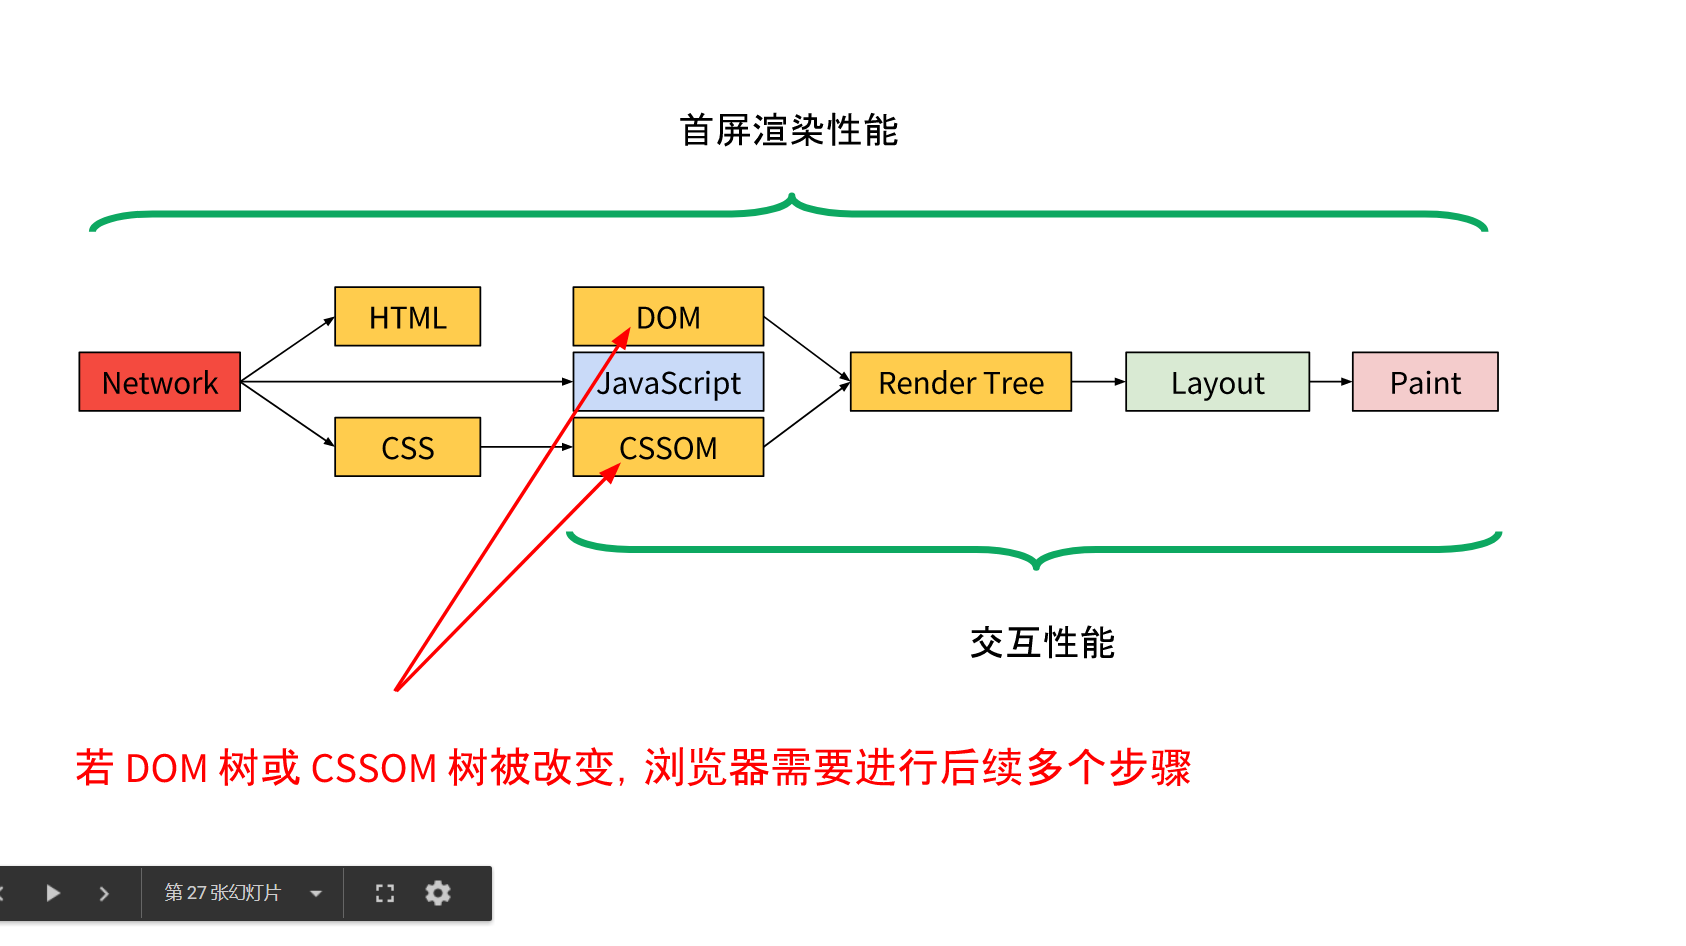 首屏渲染性能
HTML
DOM
Network
JavaScript
Render Tree
Layout
Paint
CSS
CSSOM
交互性能
若 DOM 树或 CSSOM 树被改变，浏览器需要进行后续多个步骤
第 27 张幻灯片